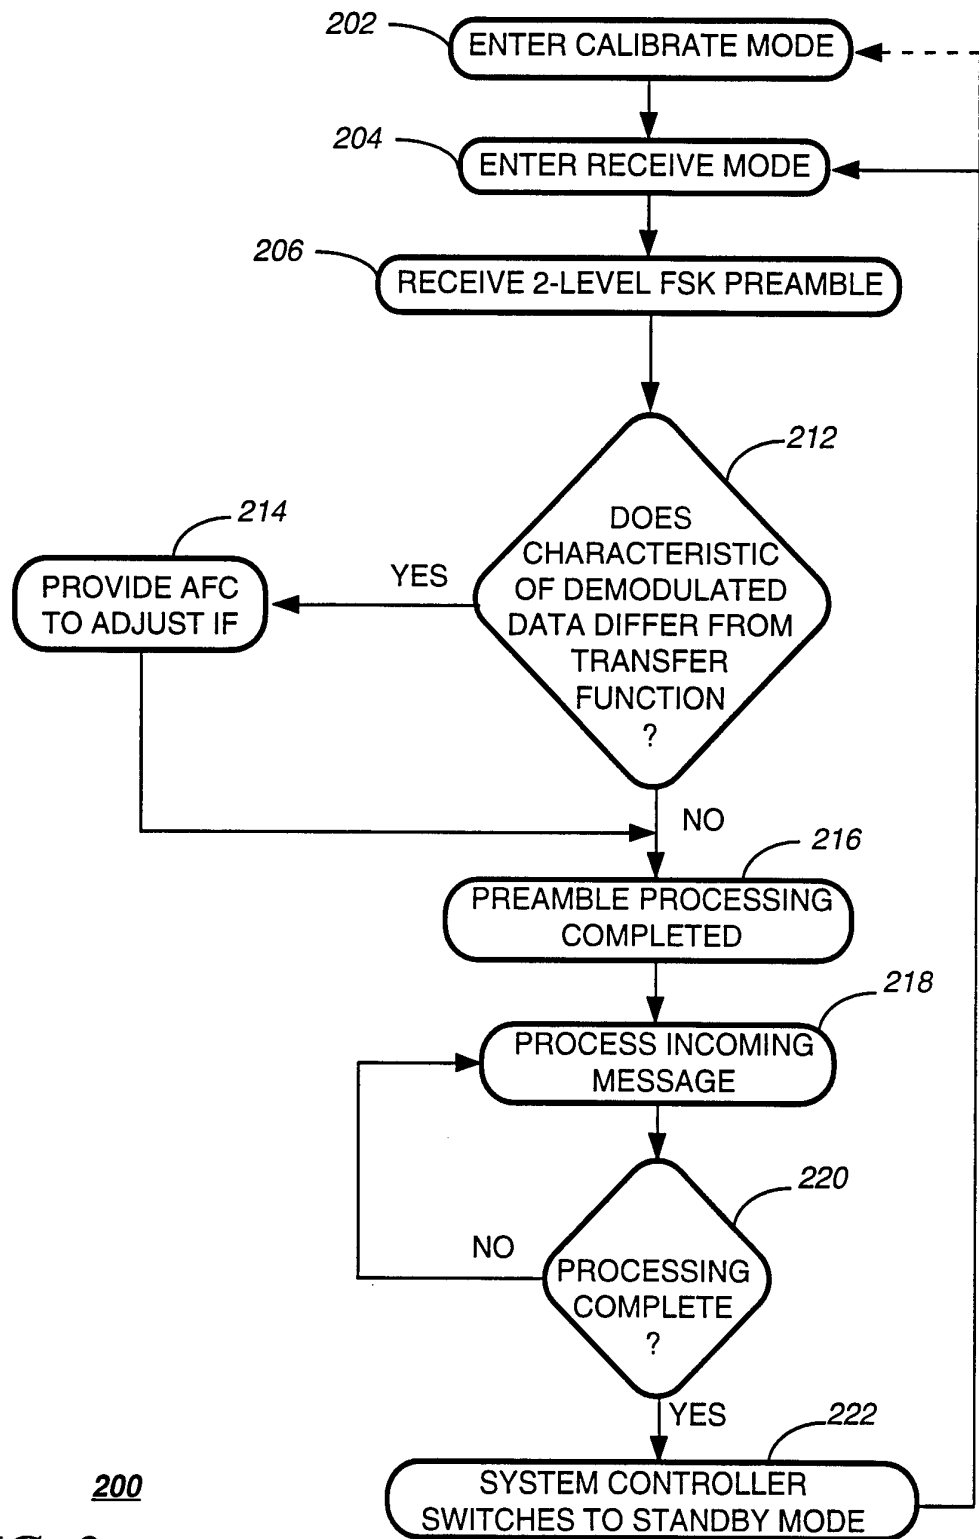 202
ENTER CALIBRATE MODE
204
ENTER RECEIVE MODE
206
RECEIVE 2-LEVEL FSK PREAMBLE
212
DOES
CHARACTERISTIC
OF DEMODULATED
DATA DIFFER FROM
TRANSFER
FUNCTION
?
YES
214
PROVIDE AFC
TO ADJUST IF
NO
216
PREAMBLE PROCESSING
COMPLETED
218
PROCESS INCOMING
MESSAGE
220
PROCESSING
COMPLETE
?
NO
YES
222
SYSTEM CONTROLLER
SWITCHES TO STANDBY MODE
200